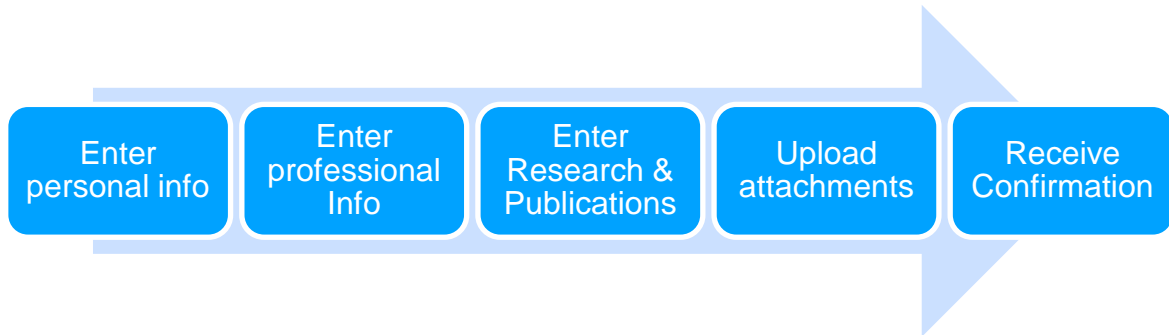 Enter
personal info
Enter
professional
Info
Enter
Research &
Publications
Upload
attachments
Receive
Confirmation